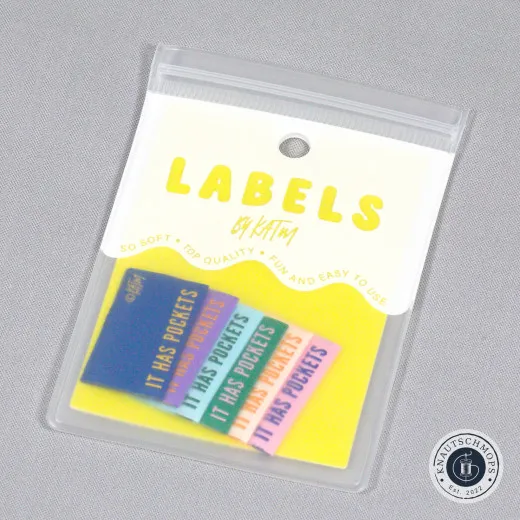 LABELS
BY KATM
SO SOFT • TOP QUALITY • FUN AND EASY TO USE
©KATM
IT HAS POCKETS
IT HAS POCKETS
IT HAS POCKETS
IT HAS POCKETS
IT HAS POCKETS
IT HAS POCKETS
KNAUTSCHMOPS
Est. 2022